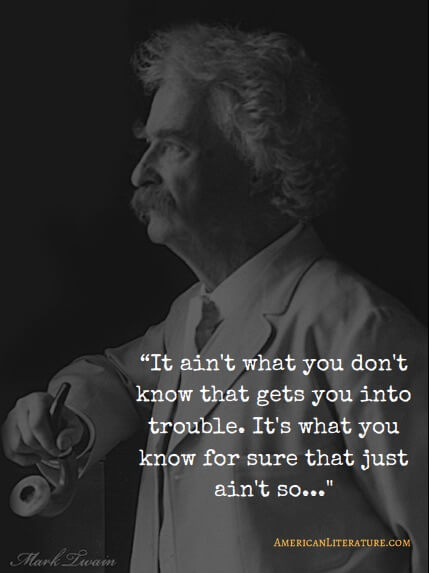 “It ain't what you don't
know that gets you into
trouble. It's what you
know for sure that just
ain't so..."
AmericanLiterature.com
Mark Twain